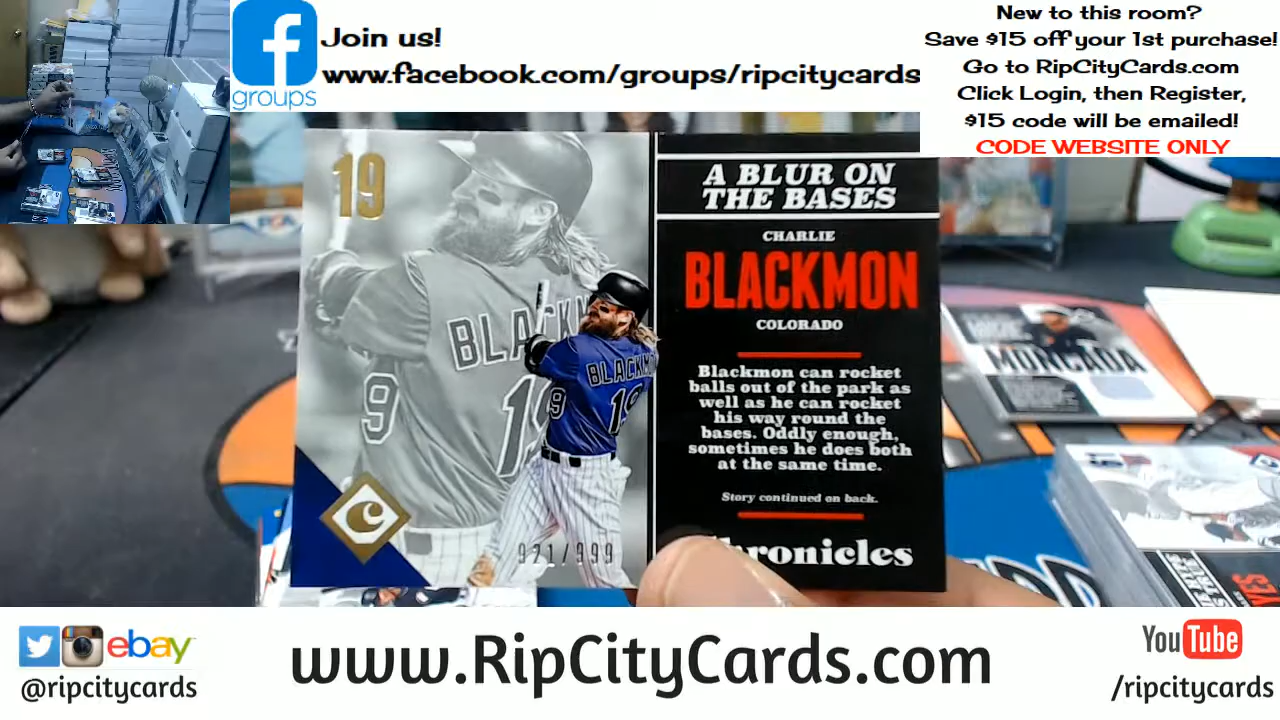 Join us!
www.facebook.com/groups/ripcitycards
groups
New to this room?
Save $15 off your 1st purchase!
Go to RipCityCards.com
Click Login, then Register,
$15 code will be emailed!
CODE WEBSITE ONLY
19
A BLUR ON
THE BASES
CHARLIE
BLACKMON
COLORADO
Blackmon can rocket
balls out of the park as
well as he can rocket
his way round the
bases. Oddly enough,
sometimes he does both
at the same time.
Story continued on back.
BLACKM
19
19
C
921/999
MONCADA
ebay
@ripcitycards
www.RipCityCards.com
YouTube
/ripcitycards